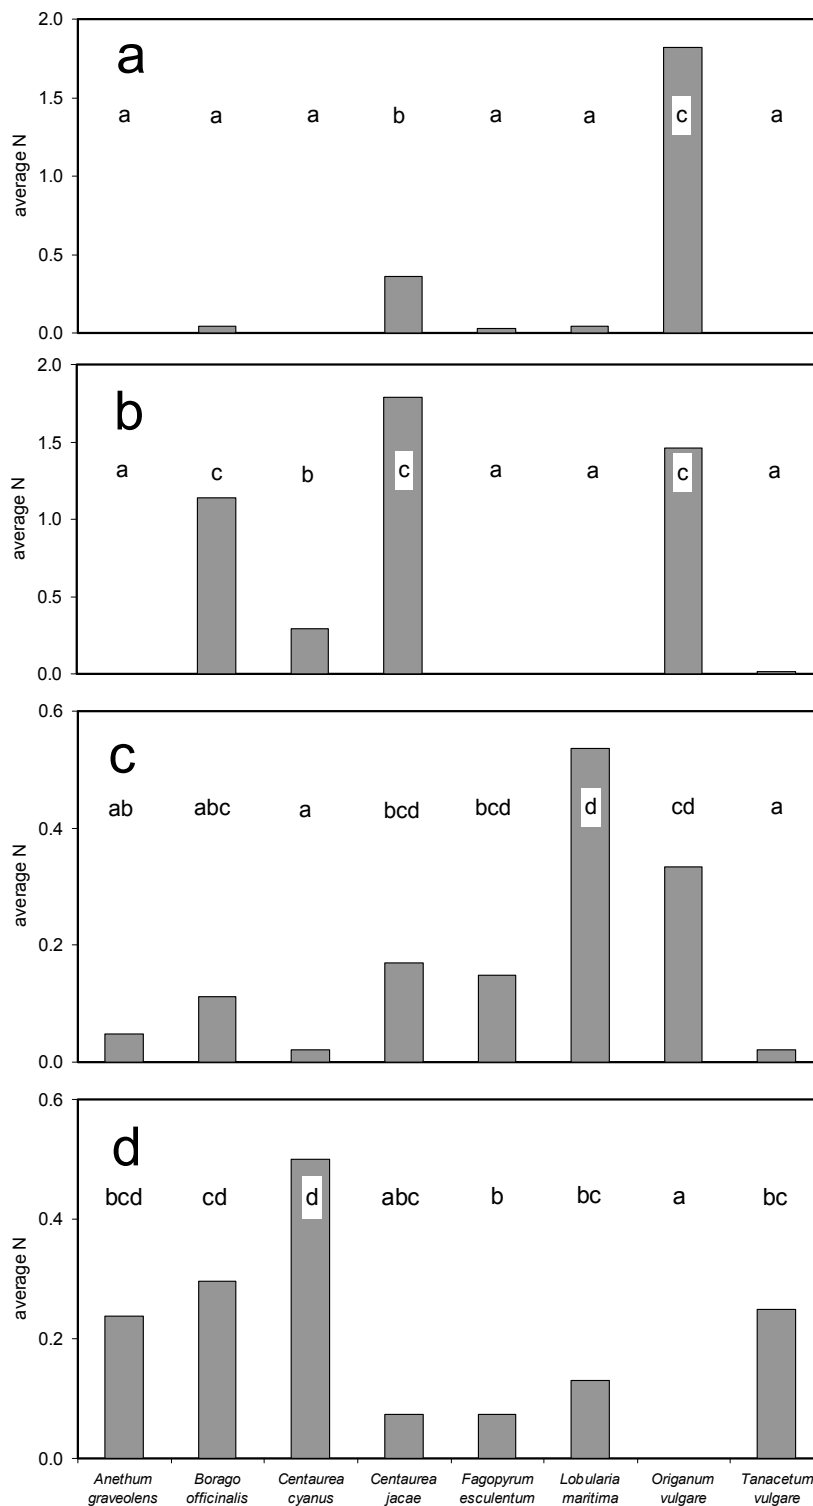 2.0
a
1.5
a a a b a a c a
average N
1.0
0.5
0.0
2.0
b
1.5
a c b c a a c a
average N
1.0
0.5
0.0
0.6
c
ab abc a bcd bcd d cd a
0.4
average N
0.2
0.0
0.6
d
bcd cd d abc b bc a bc
0.4
average N
0.2
0.0
Anethum Borago Centaurea Centaurea Fagopyrum Lobularia Origanum Tanacetum
graveolens officinalis cyanus jacae esculentum maritima vulgare vulgare